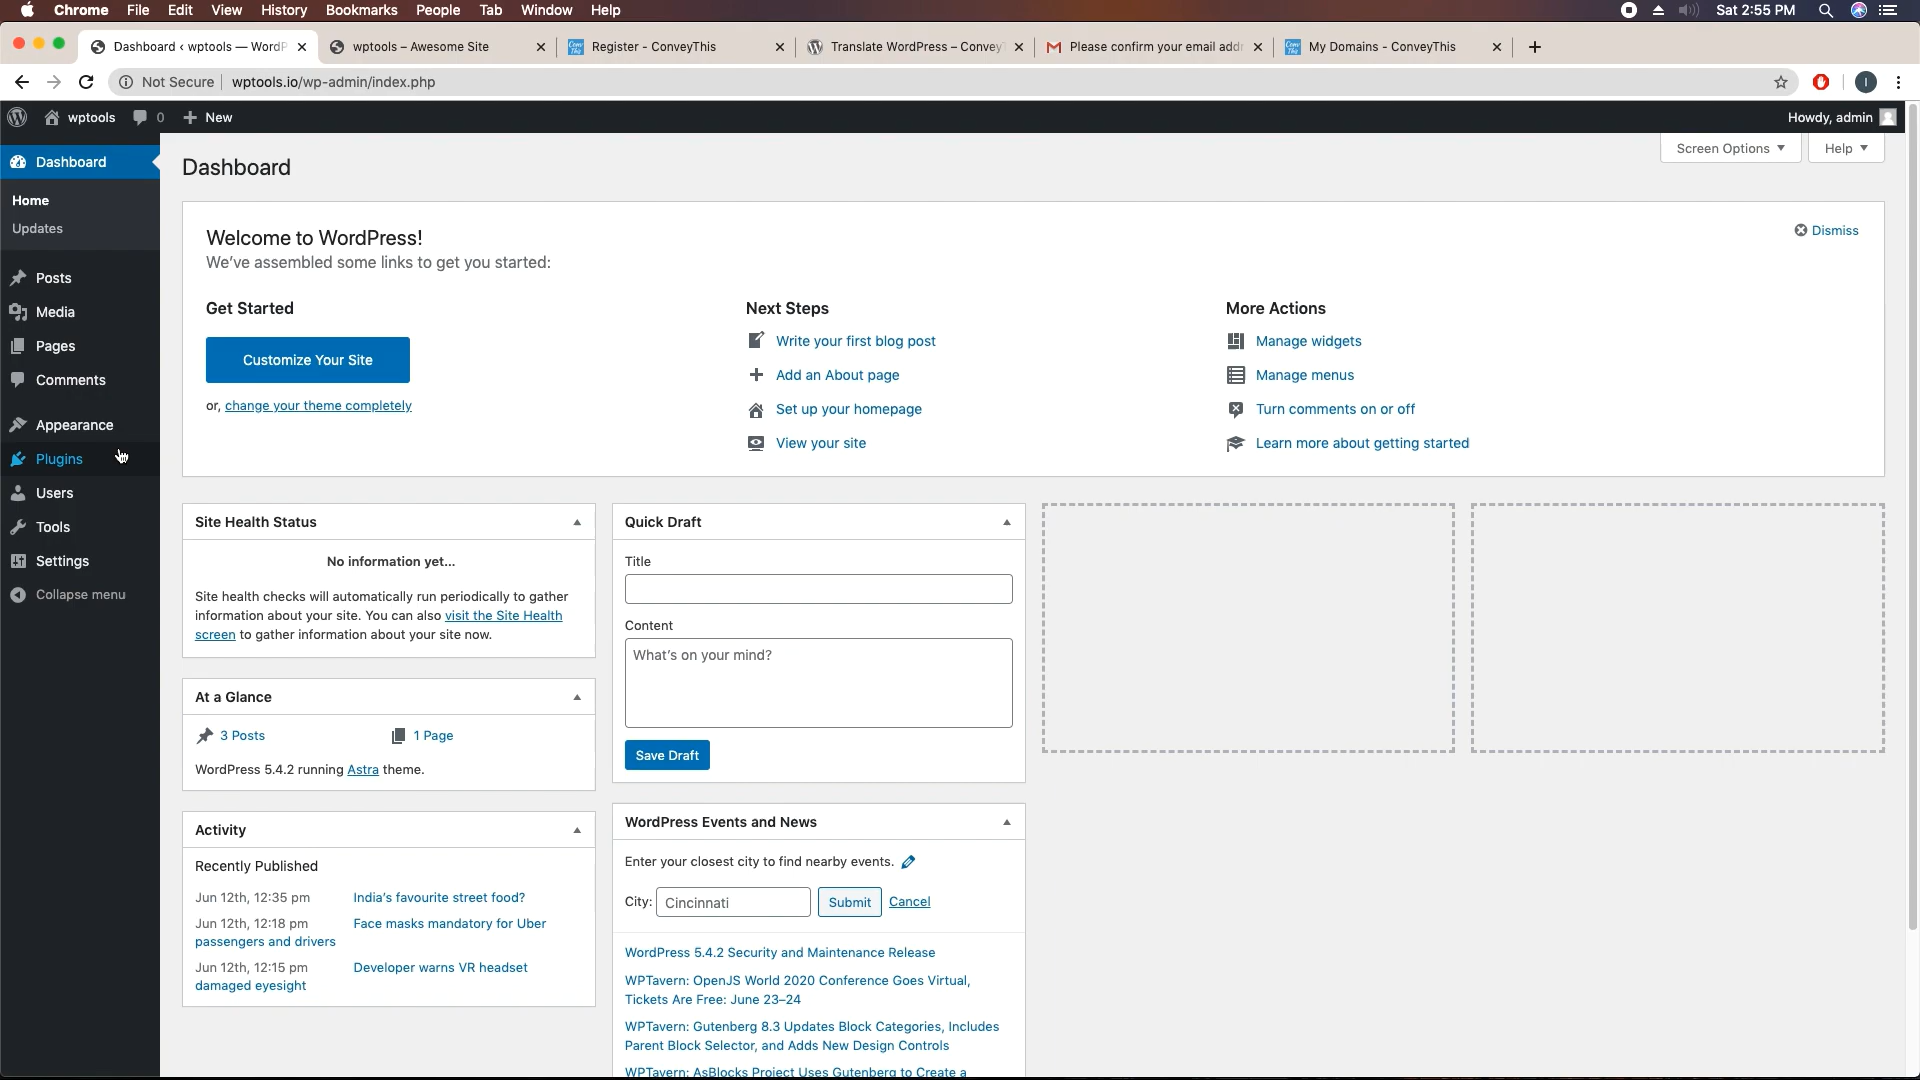 Chrome File Edit View History Bookmarks People Tab Window Help Sat 2:55 PM
Dashboard ‹ wptools — WordP wptools – Awesome Site Register - ConveyThis Translate WordPress – Convey Please confirm your email add My Domains - ConveyThis
Not Secure wptools.io/wp-admin/index.php I
wptools 0 New Howdy, admin
Dashboard
Home
Updates
Posts
Media
Pages
Comments
Appearance
Plugins
Users
Tools
Settings
Collapse menu
Screen Options Help
Dashboard
Welcome to WordPress!
Dismiss
We've assembled some links to get you started:
Get Started
Customize Your Site
or, change your theme completely
Next Steps
Write your first blog post
Add an About page
Set up your homepage
View your site
More Actions
Manage widgets
Manage menus
Turn comments on or off
Learn more about getting started
Site Health Status
No information yet...
Site health checks will automatically run periodically to gather
information about your site. You can also visit the Site Health
screen to gather information about your site now.
At a Glance
3 Posts 1 Page
WordPress 5.4.2 running Astra theme.
Activity
Recently Published
Jun 12th, 12:35 pm India's favourite street food?
Jun 12th, 12:18 pm Face masks mandatory for Uber
passengers and drivers
Jun 12th, 12:15 pm Developer warns VR headset
damaged eyesight
Quick Draft
Title
Content
What's on your mind?
Save Draft
WordPress Events and News
Enter your closest city to find nearby events.
City: Cincinnati Submit Cancel
WordPress 5.4.2 Security and Maintenance Release
WPTavern: OpenJS World 2020 Conference Goes Virtual,
Tickets Are Free: June 23–24
WPTavern: Gutenberg 8.3 Updates Block Categories, Includes
Parent Block Selector, and Adds New Design Controls
WPTavern: AsBlocks Project Uses Gutenberg to Create a